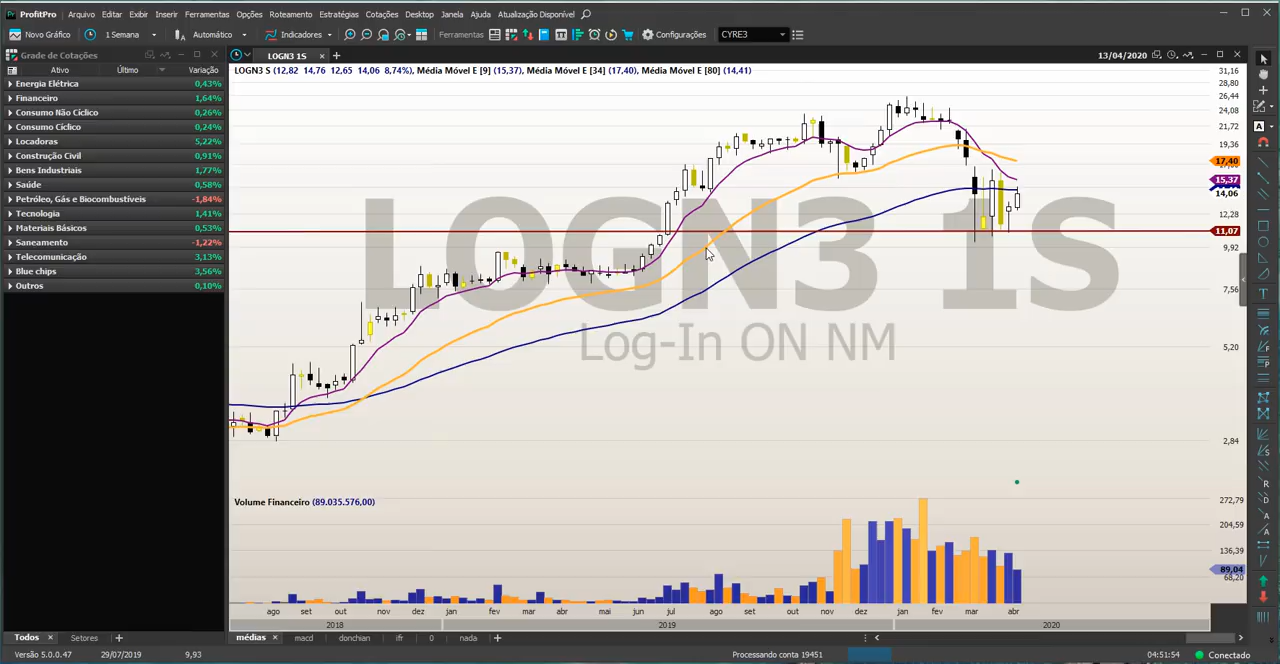 ProfitPro Arquivo Editar Exibir Inserir Ferramentas Opções Roteamento Estratégias Cotações Desktop Janela Ajuda Atualização Disponível
Novo Gráfico 1 Semana Automático Indicadores Ferramentas Configurações CYRE3
Grade de Cotações
Ativo Último Variação
Energia Elétrica 0,43%
Financeiro 1,64%
Consumo Não Cíclico 0,26%
Consumo Cíclico 0,24%
Locadoras 5,22%
Construção Civil 0,91%
Bens Industriais 1,77%
Saúde 0,58%
Petróleo, Gás e Biocombustíveis -1,84%
Tecnologia 1,41%
Materiais Básicos 0,53%
Saneamento -1,22%
Telecomunicação 3,13%
Blue chips 3,56%
Outros 0,10%
LOGN3 1S
13/04/2020
LOGN3 S (12,82 14,76 12,65 14,06 8,74%), Média Móvel E [9] (15,37), Média Móvel E [34] (17,40), Média Móvel E [80] (14,41)
LOGN3 1S
Log-In ON NM
31,16
28,80
26,44
24,08
21,72
19,36
17,40
15,37
14,06
12,28
11,07
9,92
7,56
5,20
2,84
Volume Financeiro (89.035.576,00)
272,79
204,59
136,39
89,04
68,20
ago set out nov dez jan fev mar abr mai jun jul ago set out nov dez jan fev mar abr
2018 2019 2020
Todos Setores
médias macd donchian ifr 0 nada
Versão 5.0.0.47 29/07/2019 9,93 Processando conta 19451 04:51:54 Conectado